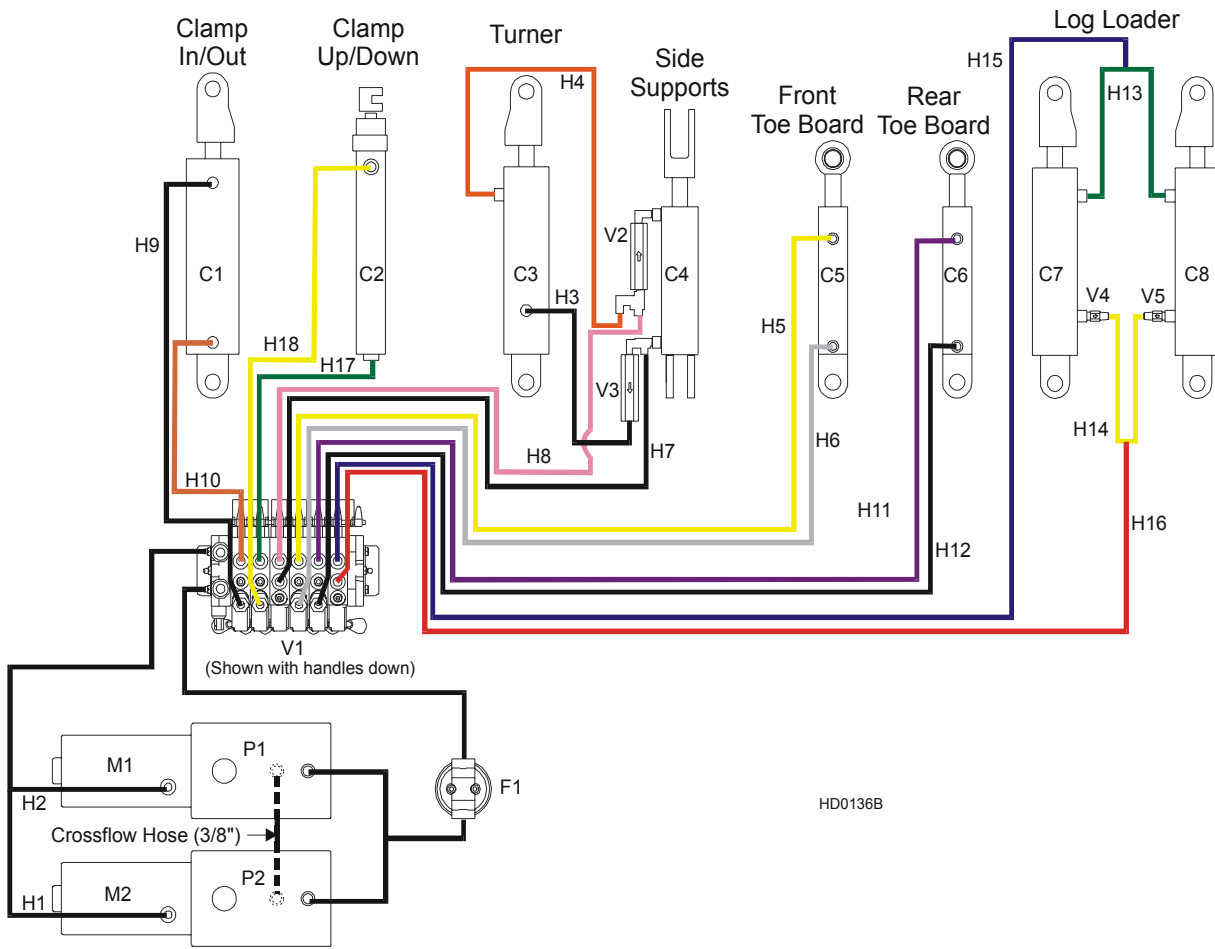 Clamp
In/Out
Clamp
Up/Down
Turner
Side
Supports
Front
Toe Board
Rear
Toe Board
Log Loader
H15
H4
H13
H9
V2
C1
C2
C3
C4
C5
C6
C7
C8
H3
V4
V5
H5
H18
H17
V3
H14
H6
H7
H8
H10
H11
H16
H12
V1
(Shown with handles down)
P1
M1
F1
H2
HD0136B
Crossflow Hose (3/8")
P2
M2
H1